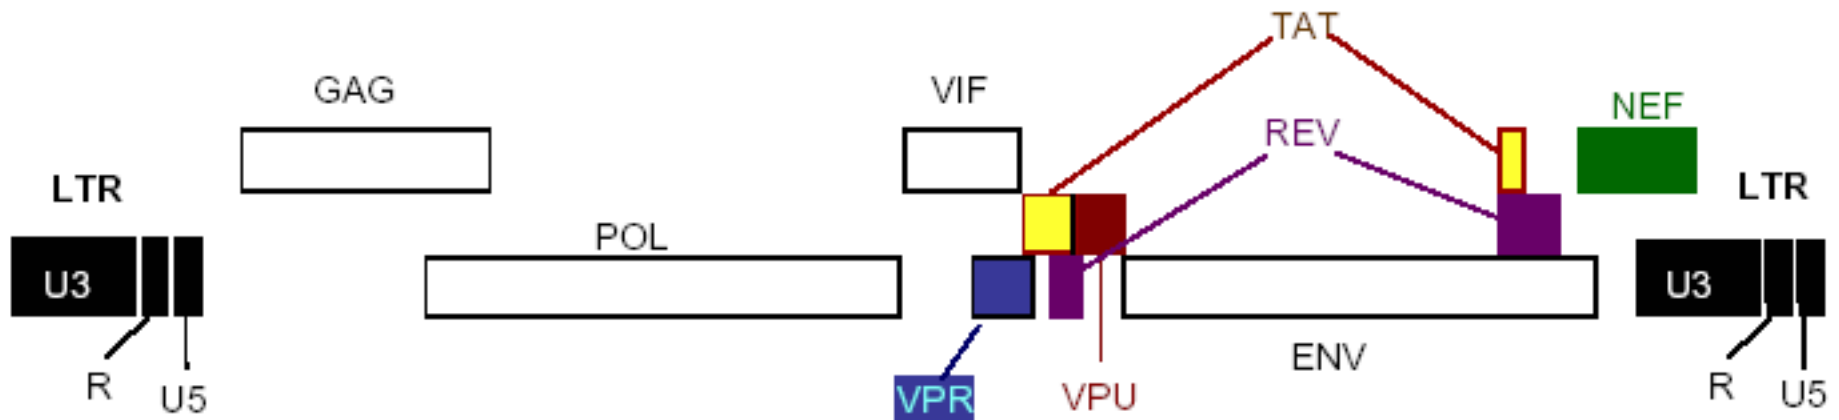 TAT
GAG
VIF
NEF
REV
LTR
LTR
POL
U3
U3
R
U5
VPR
VPU
ENV
R
U5